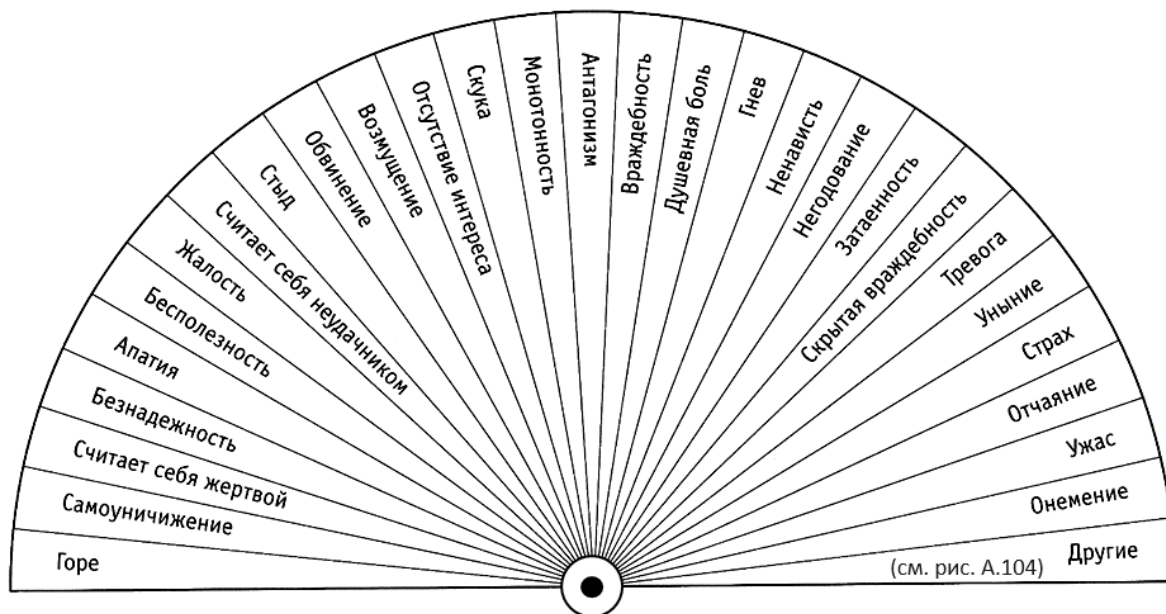 Горе
Самоуничижение
Считает себя жертвой
Безнадежность
Апатия
Бесполезность
Жалость
Считает себя неудачником
Стыд
Обвинение
Возмущение
Отсутствие интереса
Скука
Монотонность
Антагонизм
Враждебность
Душевная боль
Гнев
Ненависть
Негодование
Затаенность
Скрытая враждебность
Тревога
Уныние
Страх
Отчаяние
Ужас
Онемение
Другие
(см. рис. А.104)